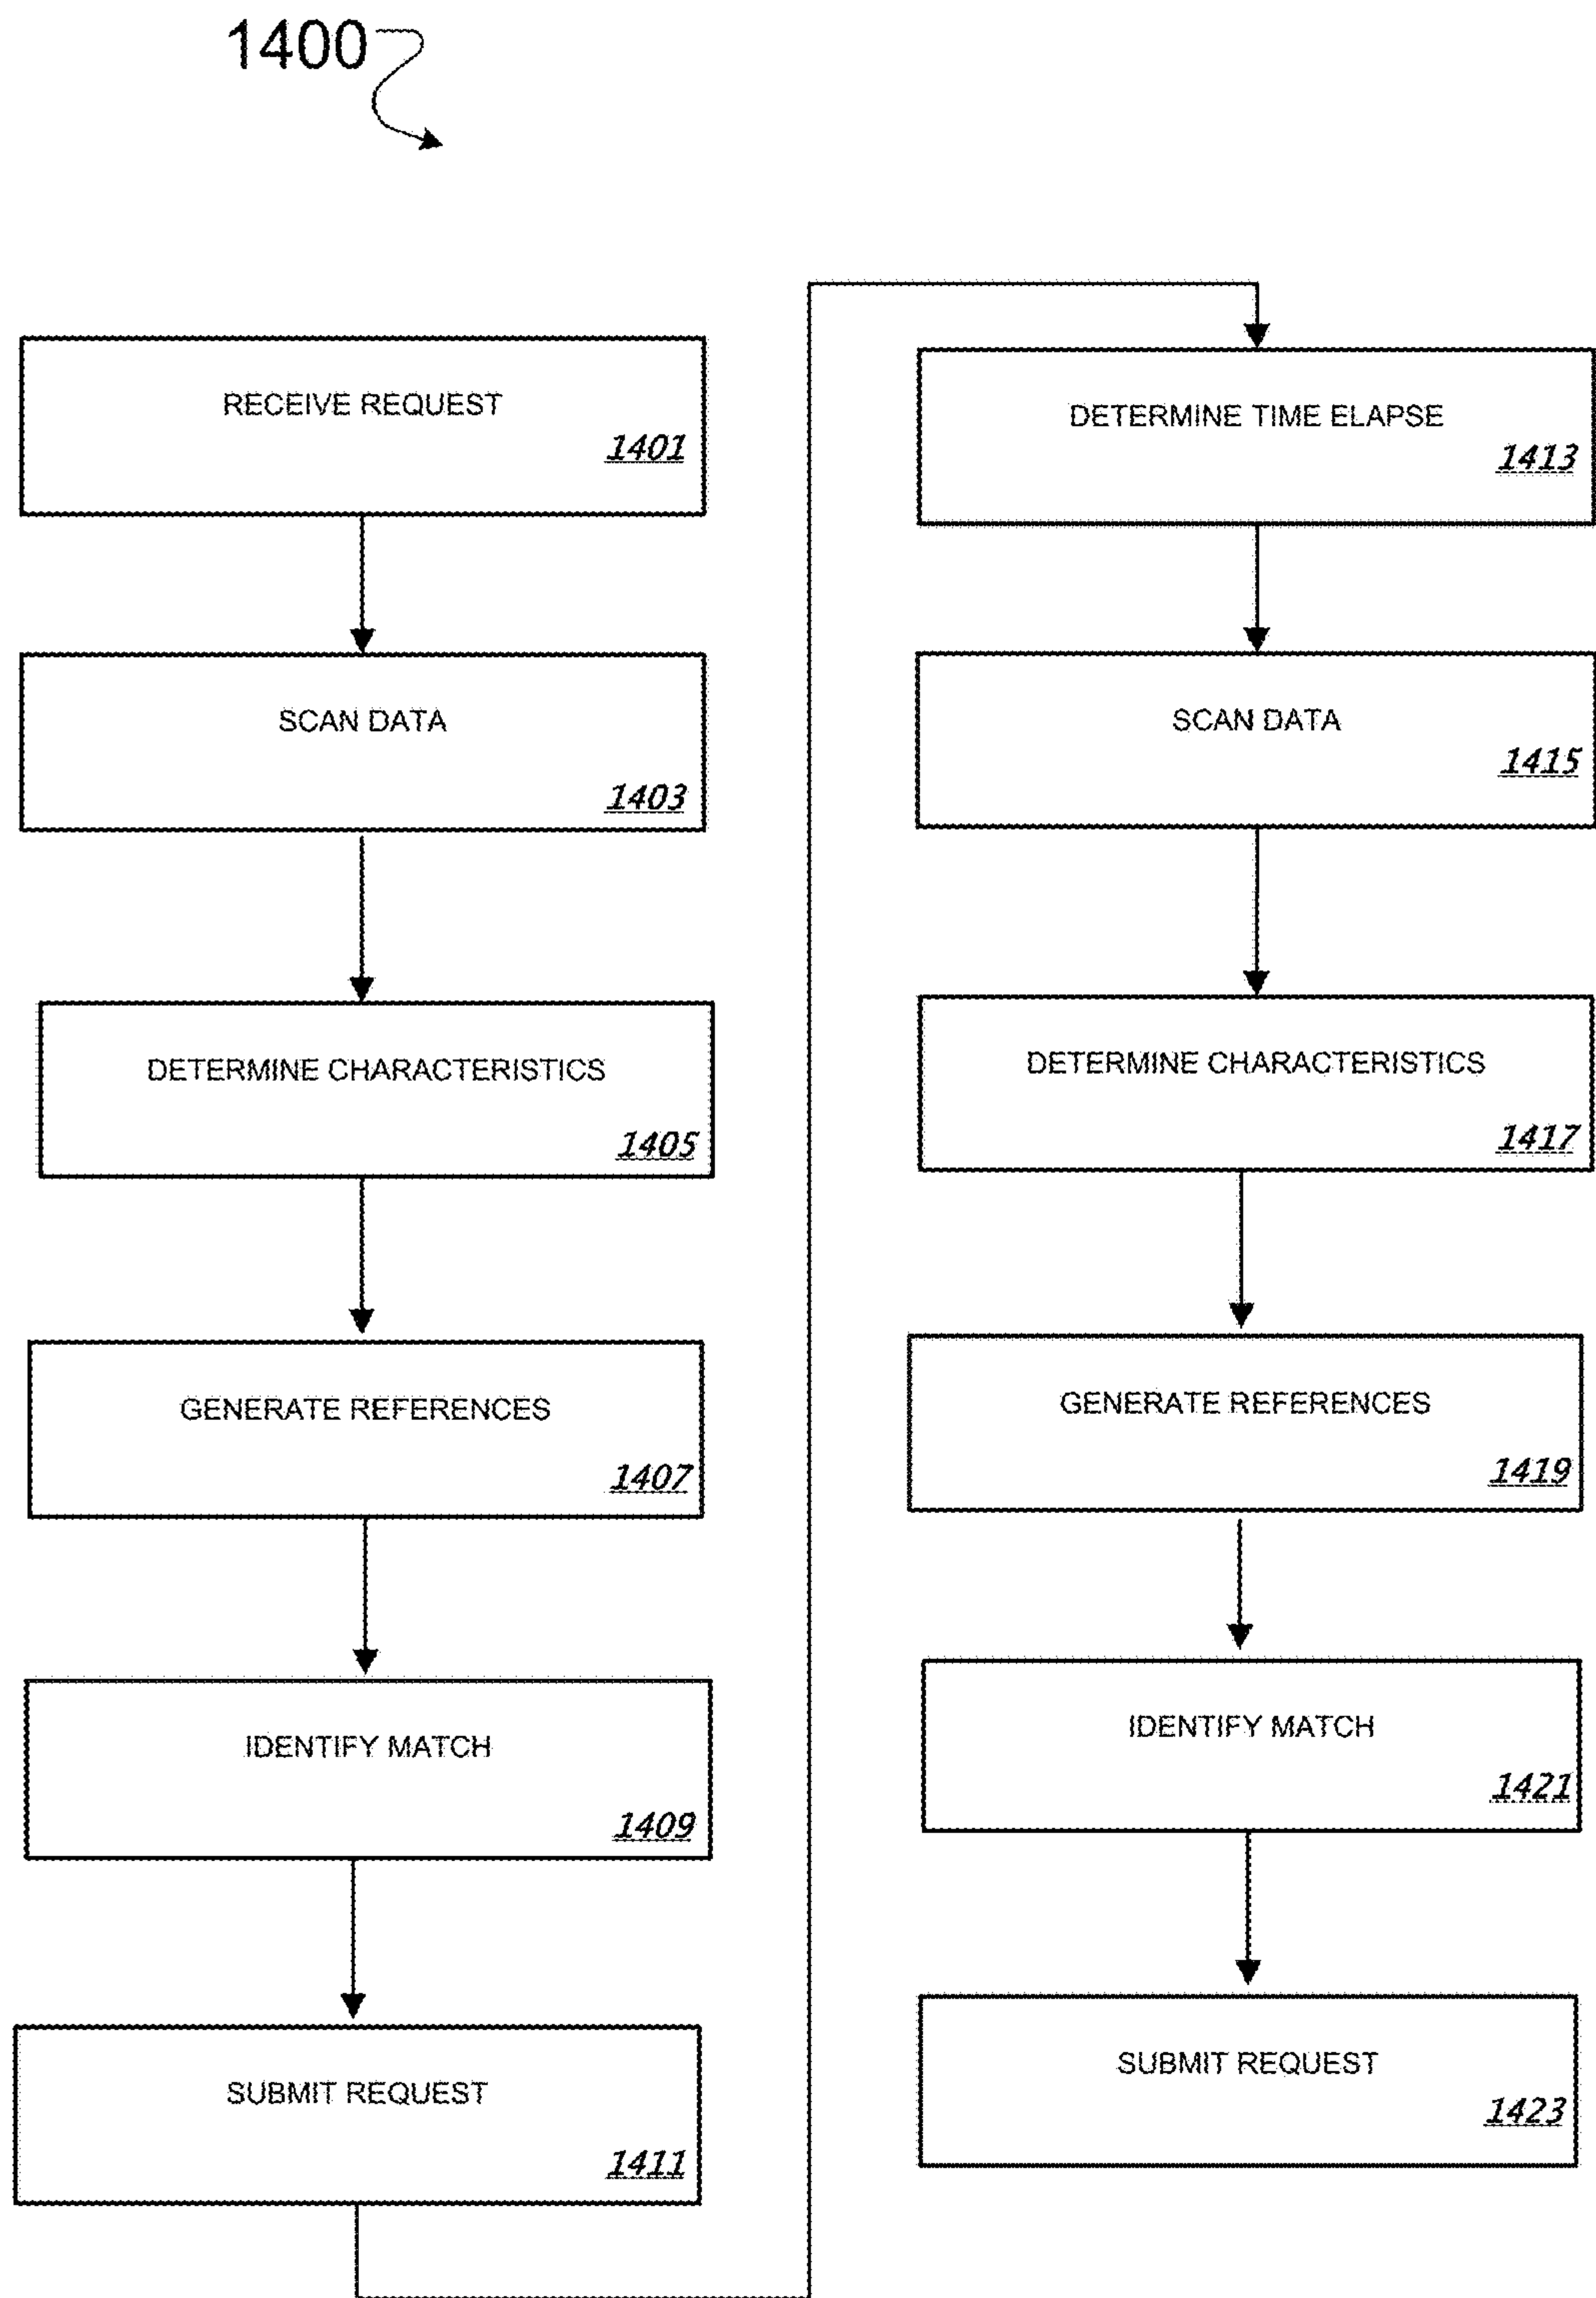 1400
RECEIVE REQUEST
1401
SCAN DATA
1403
DETERMINE CHARACTERISTICS
1405
GENERATE REFERENCES
1407
IDENTIFY MATCH
1409
SUBMIT REQUEST
1411
DETERMINE TIME ELAPSE
1413
SCAN DATA
1415
DETERMINE CHARACTERISTICS
1417
GENERATE REFERENCES
1419
IDENTIFY MATCH
1421
SUBMIT REQUEST
1423